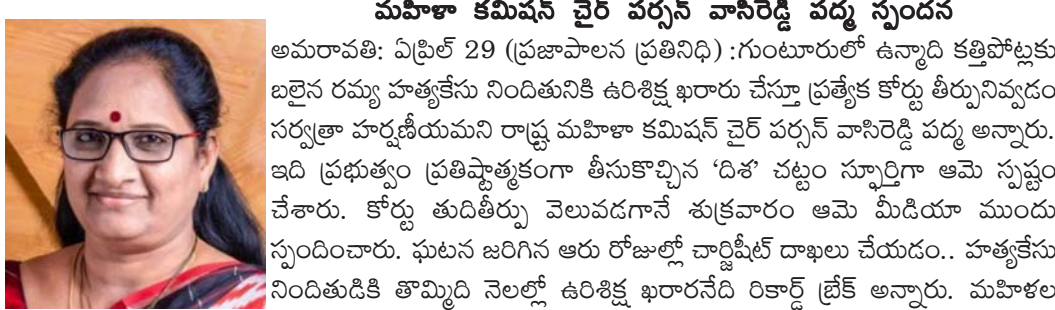 మహిళా కమిషన్ చైర్ పర్సన్ వాసిరెడ్డి పద్మ స్పందన
అమరావతి: ఏప్రిల్ 29 (ప్రజాపాలన ప్రతినిధి) :గుంటూరులో ఉన్మాది కత్తిపోట్లకు
బలైన రమ్య హత్యకేసు నిందితునికి ఉరిశిక్ష ఖరారు చేస్తూ ప్రత్యేక కోర్టు తీర్పునివ్వడం
సర్వత్రా హర్షణీయమని రాష్ట్ర మహిళా కమిషన్ చైర్ పర్సన్ వాసిరెడ్డి పద్మ అన్నారు.
ఇది ప్రభుత్వం ప్రతిష్టాత్మకంగా తీసుకొచ్చిన ‘దిశ’ చట్టం స్ఫూర్తిగా ఆమె స్పష్టం
చేశారు. కోర్టు తుదితీర్పు వెలువడగానే శుక్రవారం ఆమె మీడియా ముందు
స్పందించారు. ఘటన జరిగిన ఆరు రోజుల్లో చార్జిషీట్ దాఖలు చేయడం.. హత్యకేసు
నిందితుడికి తొమ్మిది నెలల్లో ఉరిశిక్ష ఖరారనేది రికార్డ్ బ్రేక్ అన్నారు. మహిళల